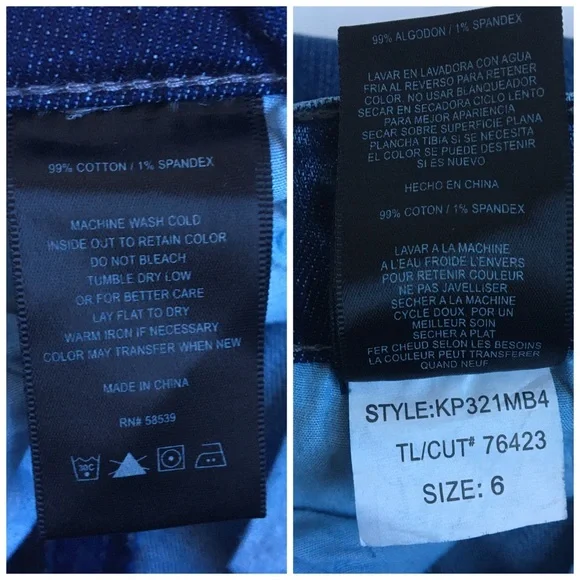 99% COTTON / 1% SPANDEX
MACHINE WASH COLD
INSIDE OUT TO RETAIN COLOR
DO NOT BLEACH
TUMBLE DRY LOW
OR FOR BETTER CARE
LAY FLAT TO DRY
WARM IRON IF NECESSARY
COLOR MAY TRANSFER WHEN NEW
MADE IN CHINA
RN# 58539
30C
99% ALGODON / 1% SPANDEX
LAVAR EN LAVADORA CON AGUA
FRIA AL REVERSO PARA RETENER
COLOR. NO USAR BLANQUEADOR
SECAR EN SECADORA CICLO LENTO
PARA MEJOR APARIENCIA
SECAR SOBRE SUPERFICIE PLANA
PLANCHA TIBIA SI SE NECESITA
EL COLOR SE PUEDE DESTENIR
SI ES NUEVO
HECHO EN CHINA
99% COTON / 1% SPANDEX
LAVAR A LA MACHINE
A L'EAU FROIDE L'ENVERS
POUR RETENIR COULEUR
NE PAS JAVELLISER
SECHER A LA MACHINE
CYCLE DOUX POUR UN
MEILLEUR SOIN
SECHER A PLAT
FER CHEUD SELON LES BESOINS
LA COULEUR PEUT TRANSFERER
QUAND NEUF
STYLE:KP321MB4
TL/CUT# 76423
SIZE: 6